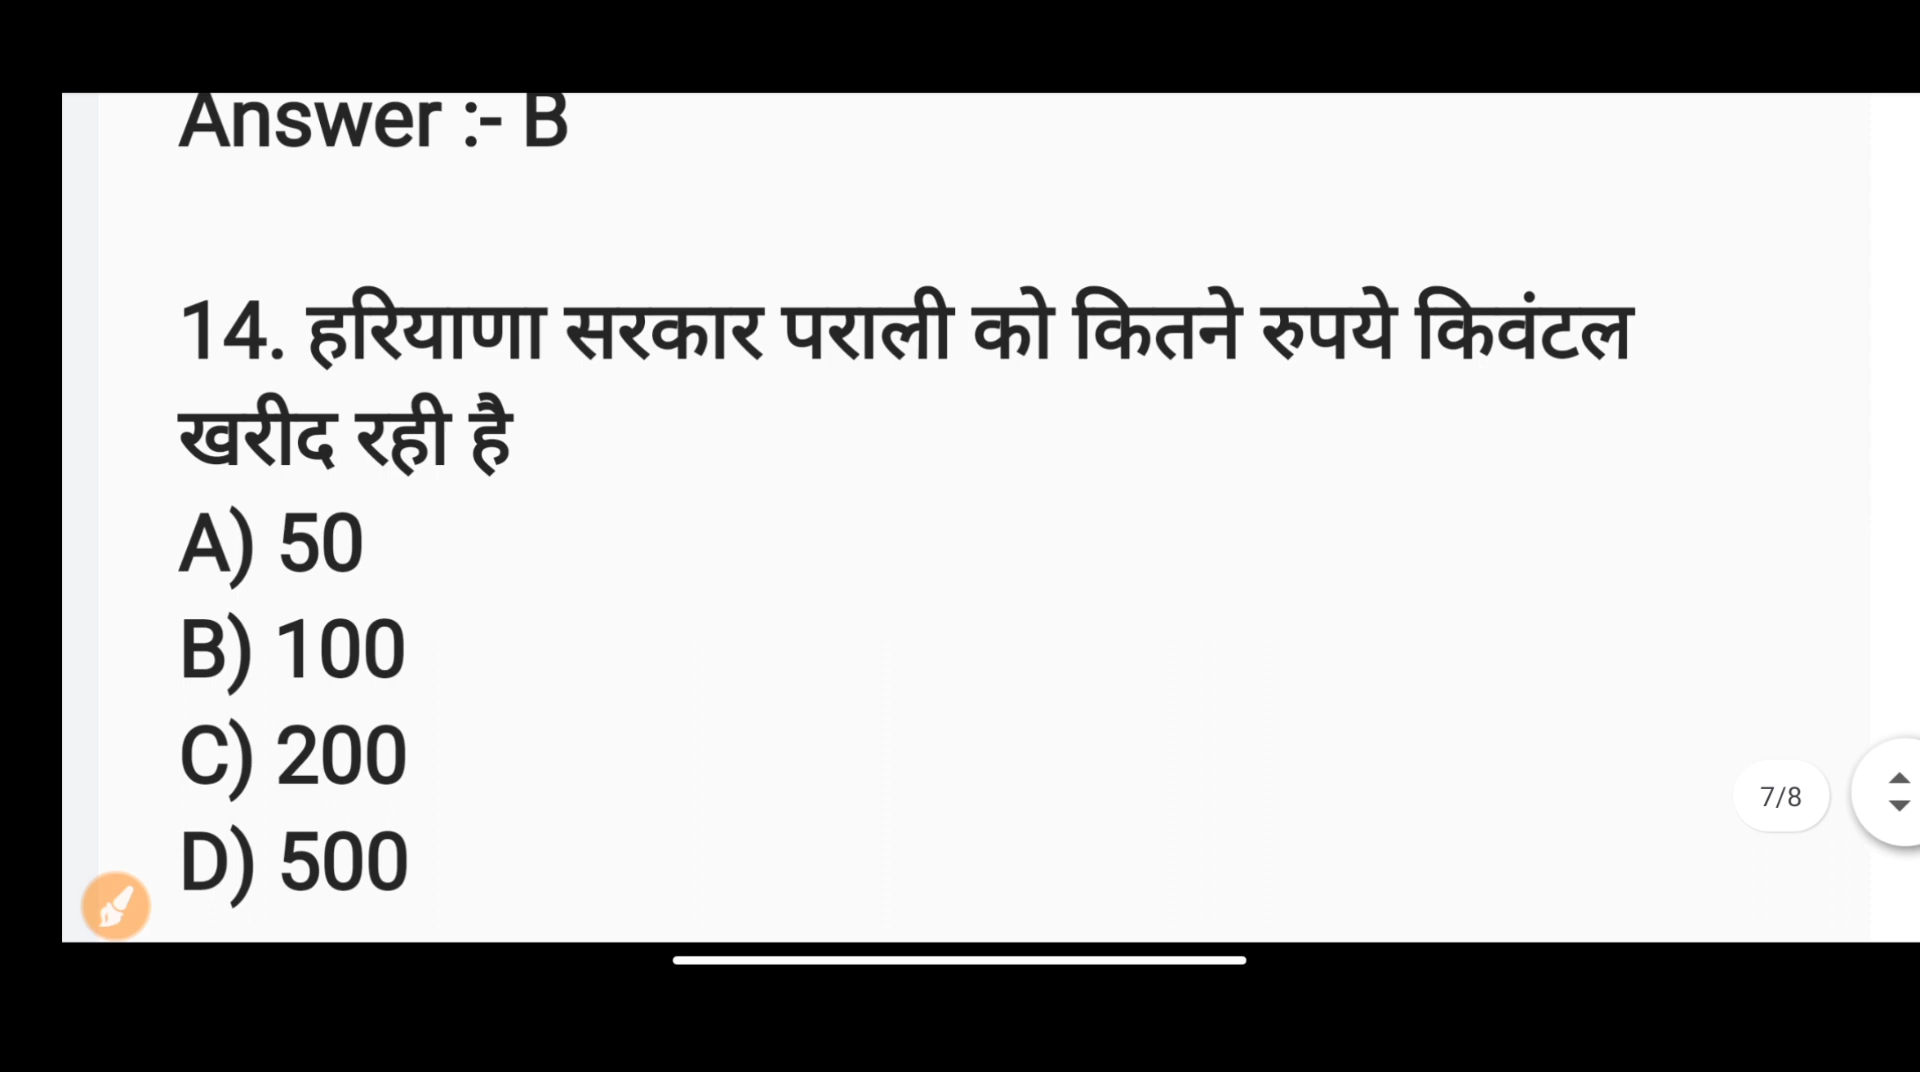 Answer :- B
14. हरियाणा सरकार पराली को कितने रुपये किवंटल
खरीद रही है
A) 50
B) 100
C) 200
D) 500
7/8